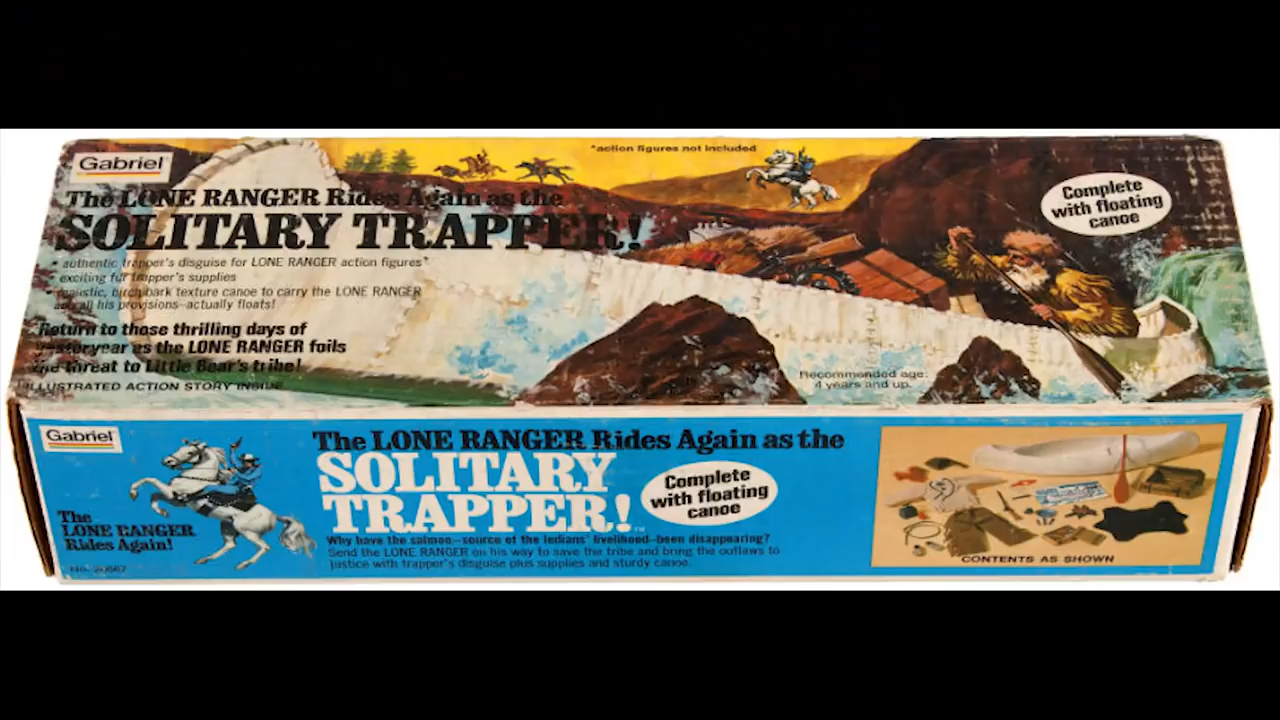 Gabriel
*action figures not included
The LONE RANGER Rides Again as the
SOLITARY TRAPPER!
Complete
with floating
canoe
• authentic trapper's disguise for LONE RANGER action figures*
exciting fur trapper's supplies
• realistic, birchbark texture canoe to carry the LONE RANGER
and all his provisions—actually floats!
Return to those thrilling days of
yesteryear as the LONE RANGER foils
the threat to Little Bear's tribe!
ILLUSTRATED ACTION STORY INSIDE
Recommended age:
4 years and up.
Gabriel
The
LONE RANGER
Rides Again!
The LONE RANGER Rides Again as the
SOLITARY
TRAPPER!™
Complete
with floating
canoe
Why have the salmon—source of the Indians' livelihood—been disappearing?
Send the LONE RANGER on his way to save the tribe and bring the outlaws to
justice with trapper's disguise plus supplies and sturdy canoe.
CONTENTS AS SHOWN